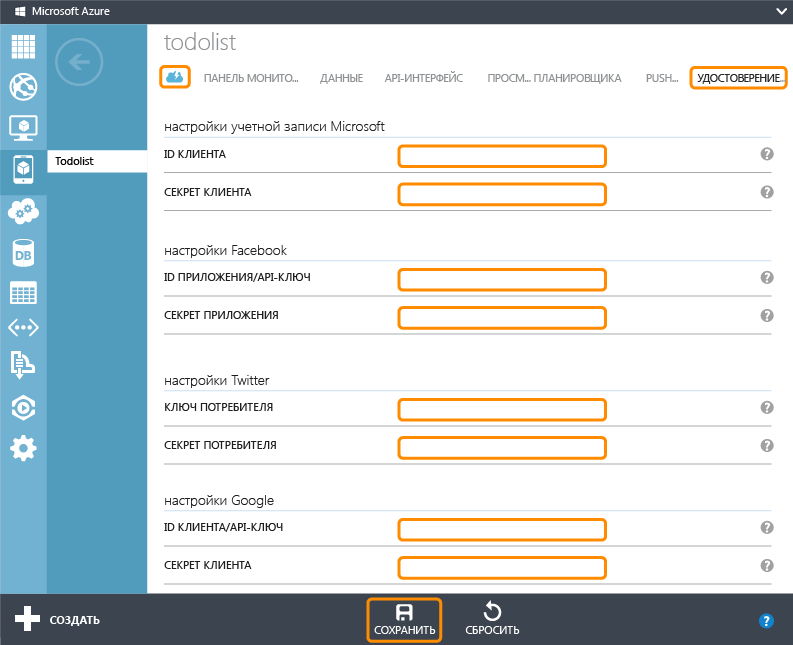 Microsoft Azure
todolist
ПАНЕЛЬ МОНИТО... ДАННЫЕ API-ИНТЕРФЕЙС ПРОСМ... ПЛАНИРОВЩИКА PUSH... УДОСТОВЕРЕНИЕ...
Todolist
DB
настройки учетной записи Microsoft
ID КЛИЕНТА ?
СЕКРЕТ КЛИЕНТА ?
настройки Facebook
ID ПРИЛОЖЕНИЯ/API-КЛЮЧ ?
СЕКРЕТ ПРИЛОЖЕНИЯ ?
настройки Twitter
КЛЮЧ ПОТРЕБИТЕЛЯ ?
СЕКРЕТ ПОТРЕБИТЕЛЯ ?
настройки Google
ID КЛИЕНТА/API-КЛЮЧ ?
СЕКРЕТ КЛИЕНТА ?
СОЗДАТЬ СОХРАНИТЬ СБРОСИТЬ ?